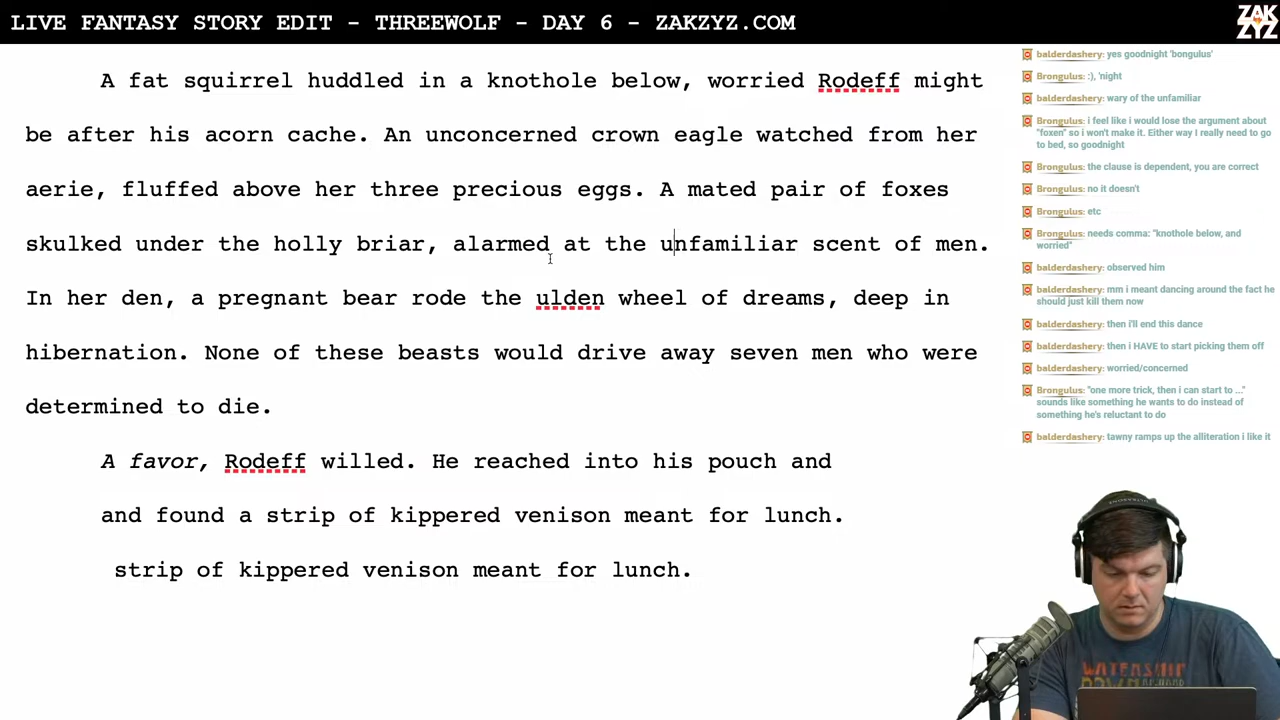 LIVE FANTASY STORY EDIT - THREEWOLF - DAY 6 - ZAKZYZ.COM
ZAK
ZYZ
A fat squirrel huddled in a knothole below, worried Rodeff might
be after his acorn cache. An unconcerned crown eagle watched from her
aerie, fluffed above her three precious eggs. A mated pair of foxes
skulked under the holly briar, alarmed at the unfamiliar scent of men.
In her den, a pregnant bear rode the ulden wheel of dreams, deep in
hibernation. None of these beasts would drive away seven men who were
determined to die.
A favor, Rodeff willed. He reached into his pouch and
and found a strip of kippered venison meant for lunch.
strip of kippered venison meant for lunch.
balderdashery: yes goodnight 'bongulus'
Brongulus: :), 'night
balderdashery: wary of the unfamiliar
Brongulus: i feel like i would lose the argument about
"foxen" so i won't make it. Either way I really need to go
to bed, so goodnight
Brongulus: the clause is dependent, you are correct
Brongulus: no it doesn't
Brongulus: etc
Brongulus: needs comma: "knothole below, and
worried"
balderdashery: observed him
balderdashery: mm i meant dancing around the fact he
should just kill them now
balderdashery: then i'll end this dance
balderdashery: then i HAVE to start picking them off
balderdashery: worried/concerned
Brongulus: "one more trick, then i can start to ..."
sounds like something he wants to do instead of
something he's reluctant to do
balderdashery: tawny ramps up the alliteration i like it
WATERSHIP
DOWN